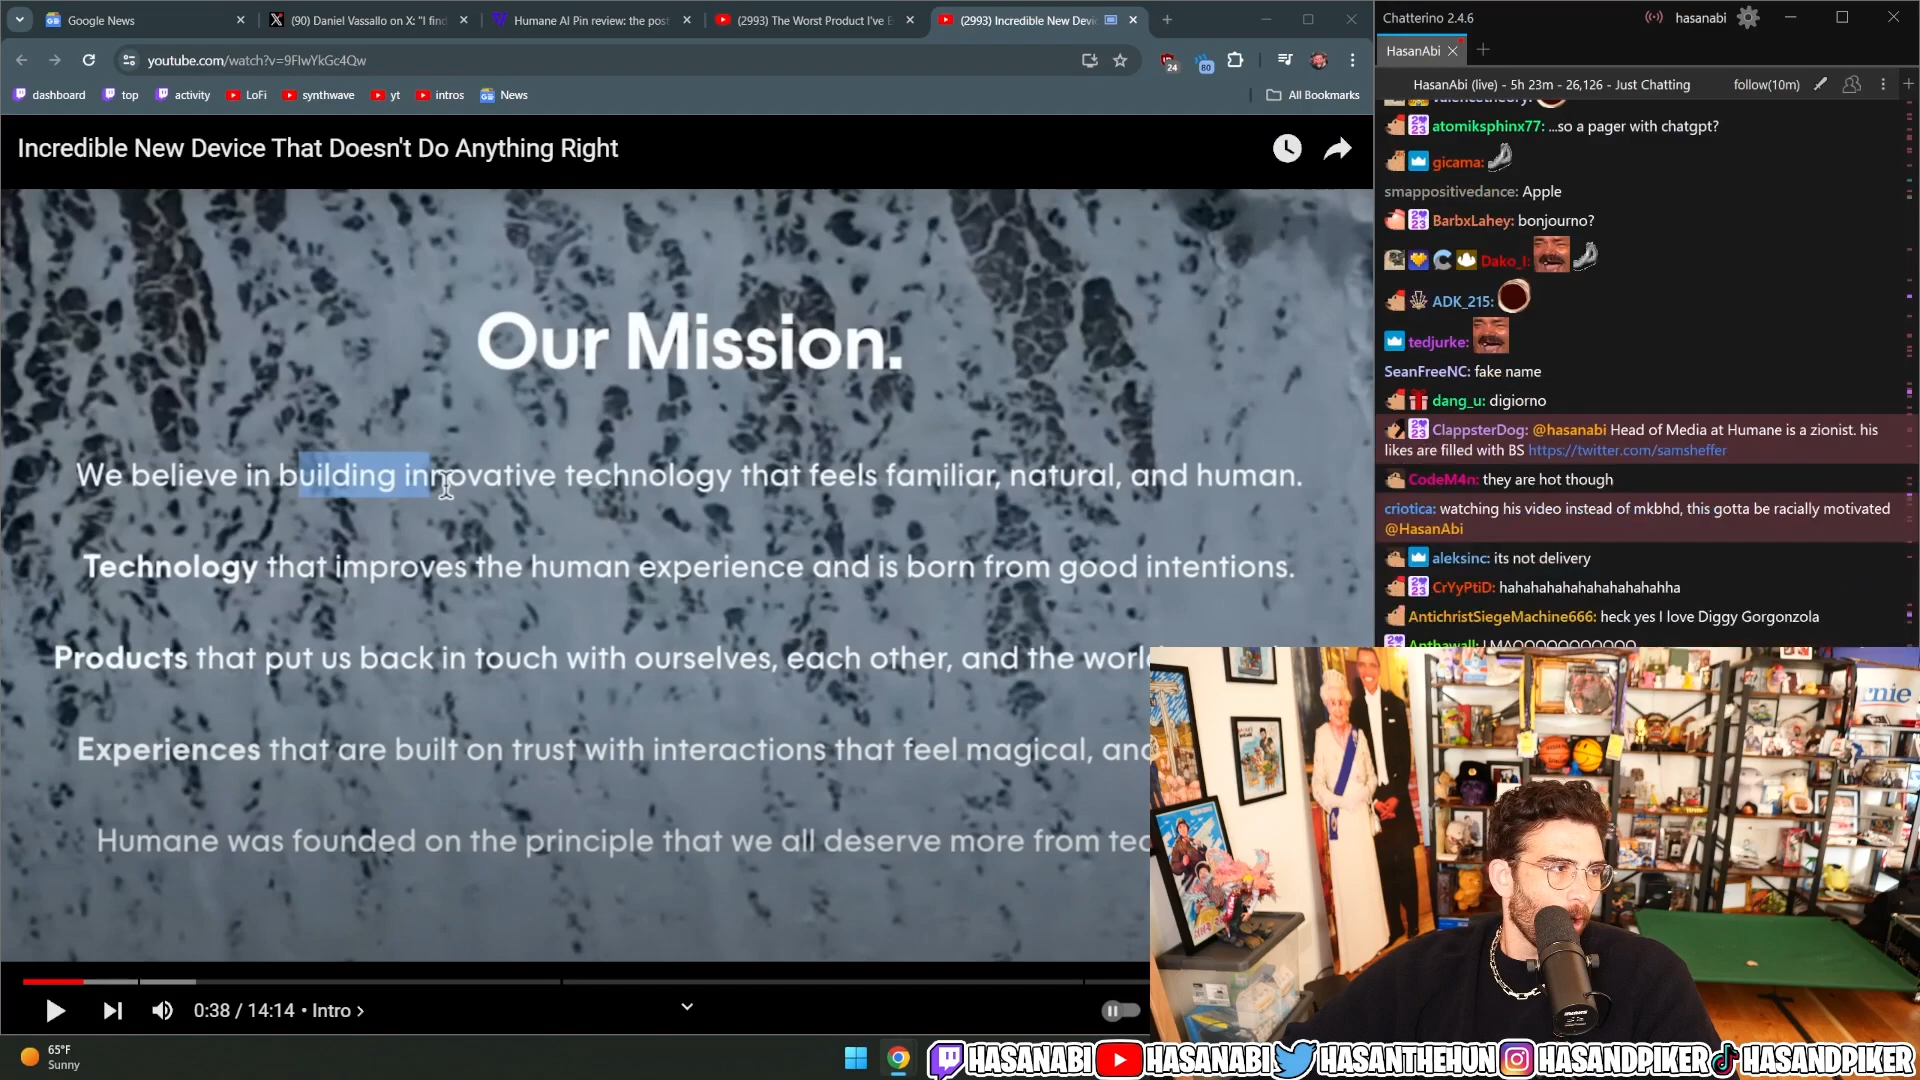 Google News
(90) Daniel Vassallo on X: "I find
Humane AI Pin review: the post
(2993) The Worst Product I've E
(2993) Incredible New Devic
youtube.com/watch?v=9FIwYkGc4Qw
24
80
dashboard
top
activity
LoFi
synthwave
yt
intros
News
All Bookmarks
Incredible New Device That Doesn't Do Anything Right
Our Mission.
We believe in building innovative technology that feels familiar, natural, and human.
Technology that improves the human experience and is born from good intentions.
Products that put us back in touch with ourselves, each other, and the worl
Experiences that are built on trust with interactions that feel magical, and
Humane was founded on the principle that we all deserve more from tec
0:38 / 14:14 • Intro >
65°F
Sunny
Chatterino 2.4.6
hasanabi
HasanAbi
HasanAbi (live) - 5h 23m - 26,126 - Just Chatting
follow(10m)
valencetheory:
atomiksphinx77: ...so a pager with chatgpt?
gicama:
smappositivedance: Apple
BarbxLahey: bonjourno?
Dako_I:
ADK_215:
tedjurke:
SeanFreeNC: fake name
dang_u: digiorno
ClappsterDog: @hasanabi Head of Media at Humane is a zionist. his
likes are filled with BS https://twitter.com/samsheffer
CodeM4n: they are hot though
criotica: watching his video instead of mkbhd, this gotta be racially motivated
@HasanAbi
aleksinc: its not delivery
CrYyPtiD: hahahahahahahahahahha
AntichristSiegeMachine666: heck yes I love Diggy Gorgonzola
rnie
HASANABI
HASANABI
HASANTHEHUN
HASANDPIKER
HASANDPIKER